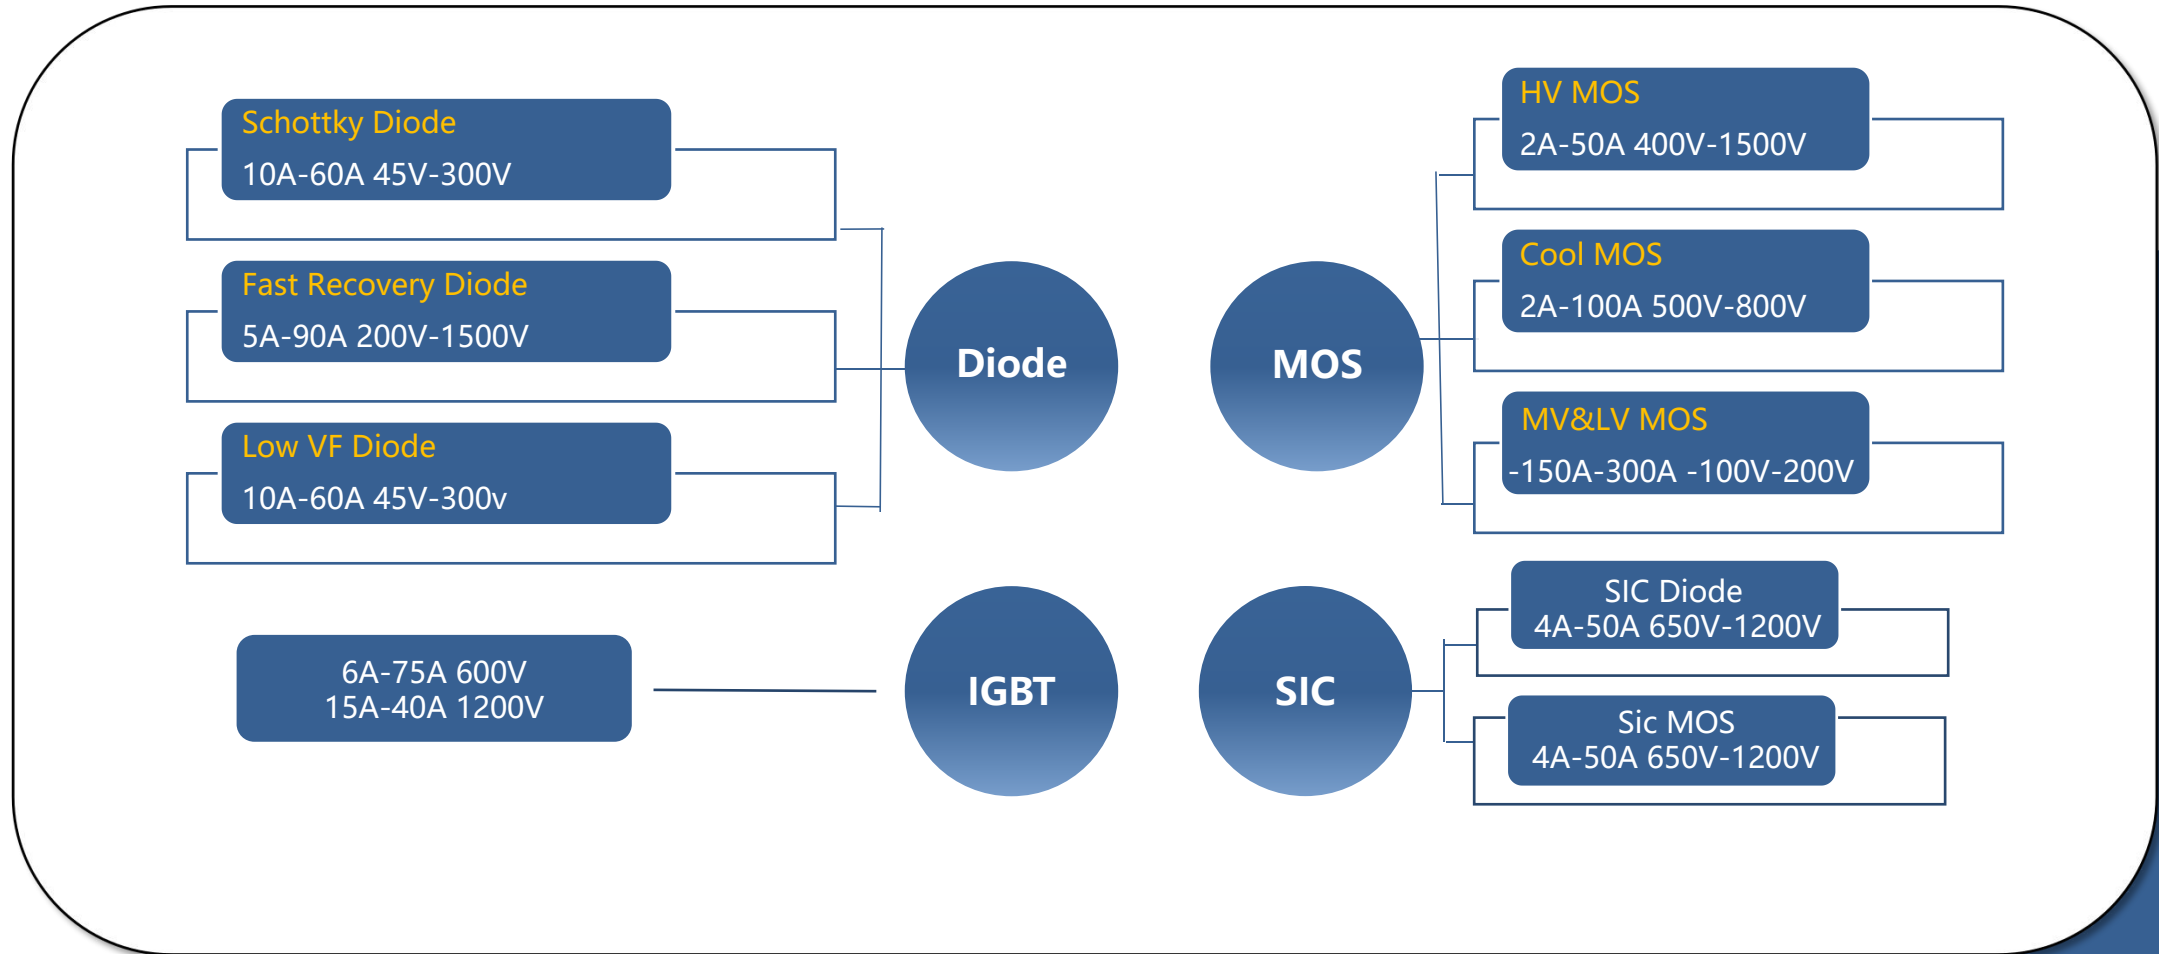 Schottky Diode
10A-60A 45V-300V
Fast Recovery Diode
5A-90A 200V-1500V
Low VF Diode
10A-60A 45V-300v
Diode
MOS
HV MOS
2A-50A 400V-1500V
Cool MOS
2A-100A 500V-800V
MV&LV MOS
-150A-300A -100V-200V
6A-75A 600V
15A-40A 1200V
IGBT
SIC
SIC Diode
4A-50A 650V-1200V
Sic MOS
4A-50A 650V-1200V